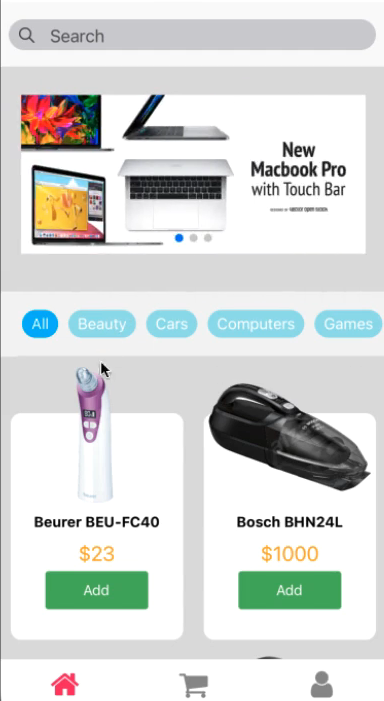 Search
New
Macbook Pro
with Touch Bar
All
Beauty
Cars
Computers
Games
Beurer BEU-FC40
Bosch BHN24L
$23
$1000
Add
Add